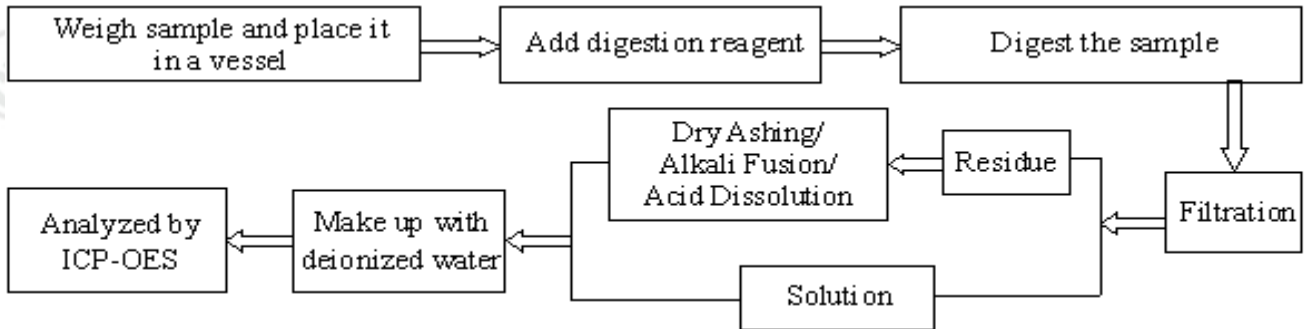 Weigh sample and place it
in a vessel
Add digestion reagent
Digest the sample
Dry Ashing/
Alkali Fusion/
Acid Dissolution
Residue
Filtration
Analyzed by
ICP-OES
Make up with
deionized water
Solution